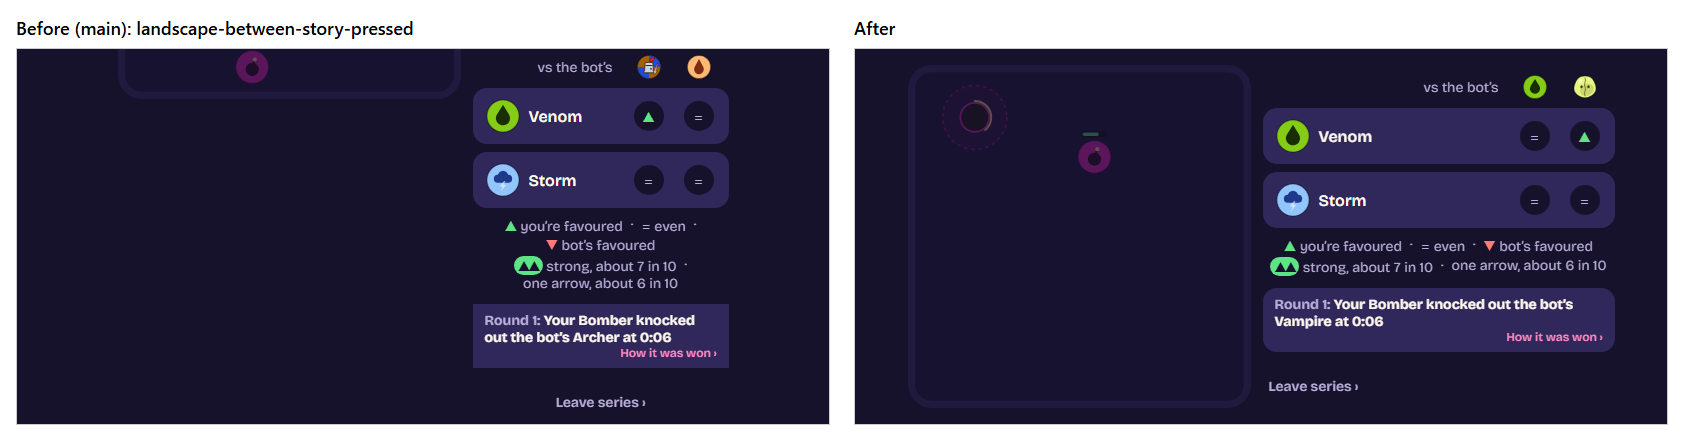 Before (main): landscape-between-story-pressed
vs the bot's
Venom
=
Storm
= =
you're favoured · = even ·
bot's favoured
strong, about 7 in 10 ·
one arrow, about 6 in 10
Round 1: Your Bomber knocked
out the bot's Archer at 0:06
How it was won ›
Leave series ›
After
vs the bot's
Venom
=
Storm
= =
you're favoured · = even · bot's favoured
strong, about 7 in 10 · one arrow, about 6 in 10
Round 1: Your Bomber knocked out the bot's
Vampire at 0:06
How it was won ›
Leave series ›